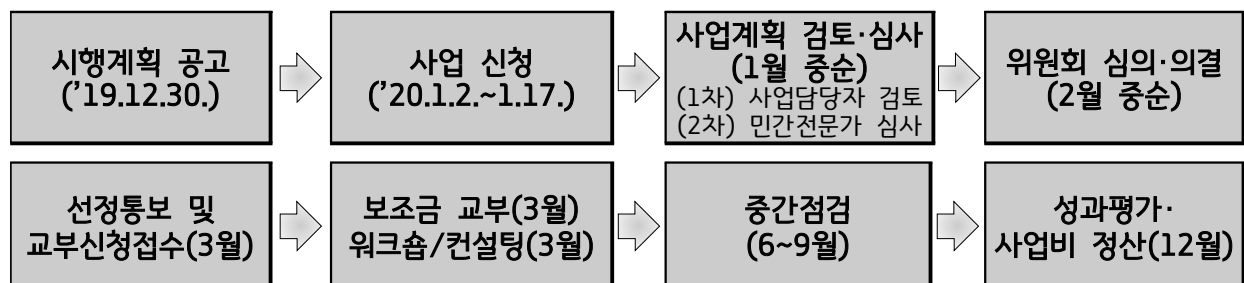 시행계획 공고
('19.12.30.)
사업 신청
('20.1.2.~1.17.)
사업계획 검토·심사
(1월 중순)
(1차) 사업담당자 검토
(2차) 민간전문가 심사
위원회 심의·의결
(2월 중순)
선정통보 및
교부신청접수(3월)
보조금 교부(3월)
워크숍/컨설팅(3월)
중간점검
(6~9월)
성과평가·
사업비 정산(12월)